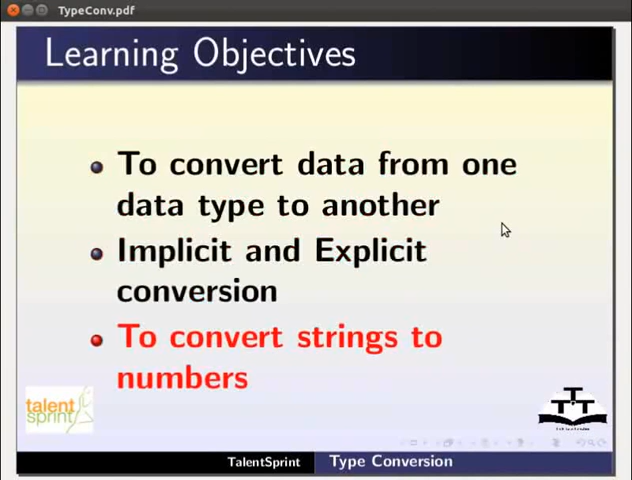 TypeConv.pdf
Learning Objectives
To convert data from one
data type to another
Implicit and Explicit
conversion
To convert strings to
numbers
talent
sprint
TTT
TalentSprint
Type Conversion